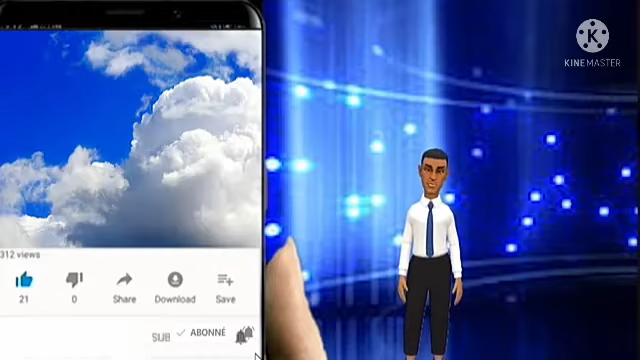 K
KINEMASTER
312 views
21
0
Share
Download
Save
SUB
ABONNÉ